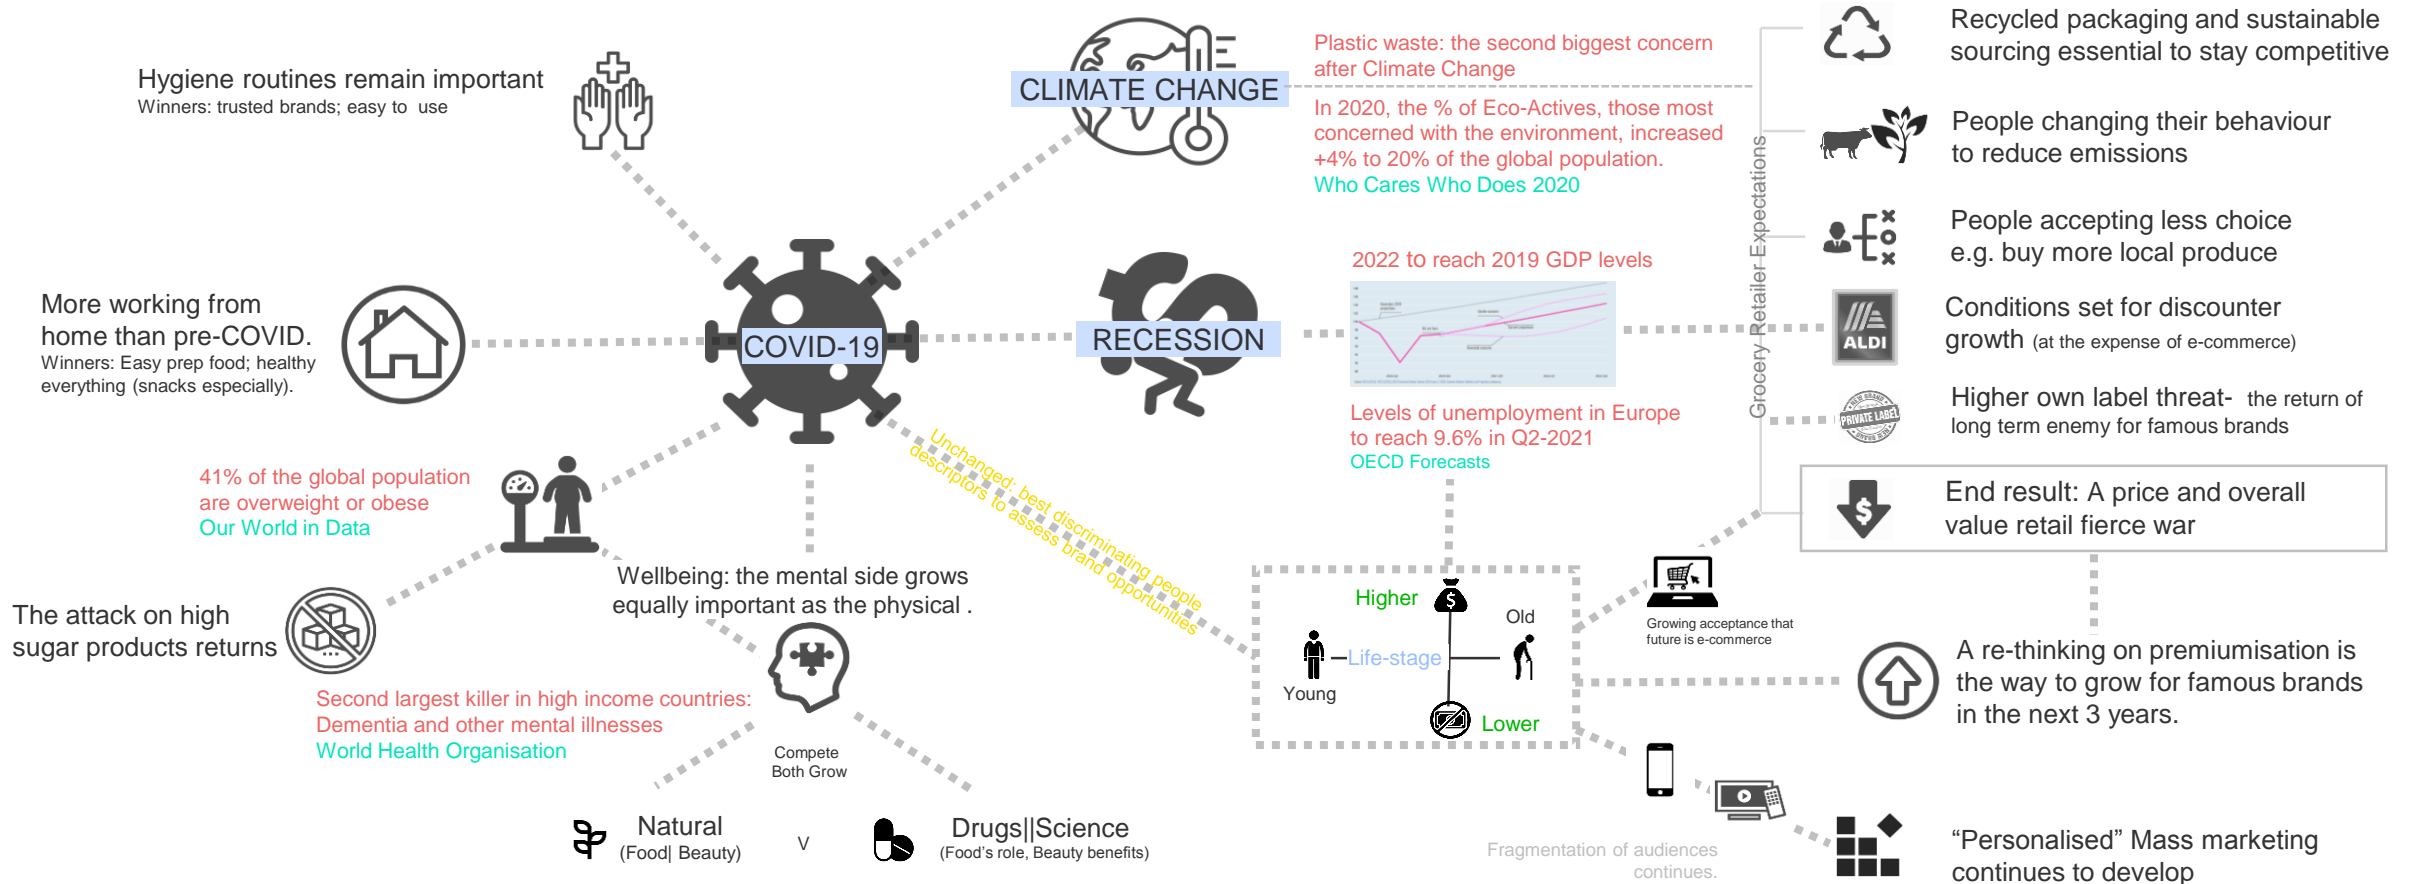 Hygiene routines remain important
Winners: trusted brands; easy to use
More working from
home than pre-COVID.
Winners: Easy prep food; healthy
everything (snacks especially).
41% of the global population
are overweight or obese
Our World in Data
The attack on high
sugar products returns
Second largest killer in high income countries:
Dementia and other mental illnesses
World Health Organisation
Wellbeing: the mental side grows
equally important as the physical .
Compete
Both Grow
Natural
(Food| Beauty)
V
Drugs||Science
(Food's role, Beauty benefits)
COVID-19
CLIMATE CHANGE
Plastic waste: the second biggest concern
after Climate Change
In 2020, the % of Eco-Actives, those most
concerned with the environment, increased
+4% to 20% of the global population.
Who Cares Who Does 2020
RECESSION
2022 to reach 2019 GDP levels
Levels of unemployment in Europe
to reach 9.6% in Q2-2021
OECD Forecasts
Unchanged: best discriminating people
descriptors to assess brand opportunities
Higher
Old
Life-stage
Young
Lower
Grocery Retailer Expectations
Recycled packaging and sustainable
sourcing essential to stay competitive
People changing their behaviour
to reduce emissions
People accepting less choice
e.g. buy more local produce
ALDI
Conditions set for discounter
growth (at the expense of e-commerce)
PRIVATE LABEL
Higher own label threat- the return of
long term enemy for famous brands
End result: A price and overall
value retail fierce war
Growing acceptance that
future is e-commerce
A re-thinking on premiumisation is
the way to grow for famous brands
in the next 3 years.
Fragmentation of audiences
continues.
“Personalised” Mass marketing
continues to develop